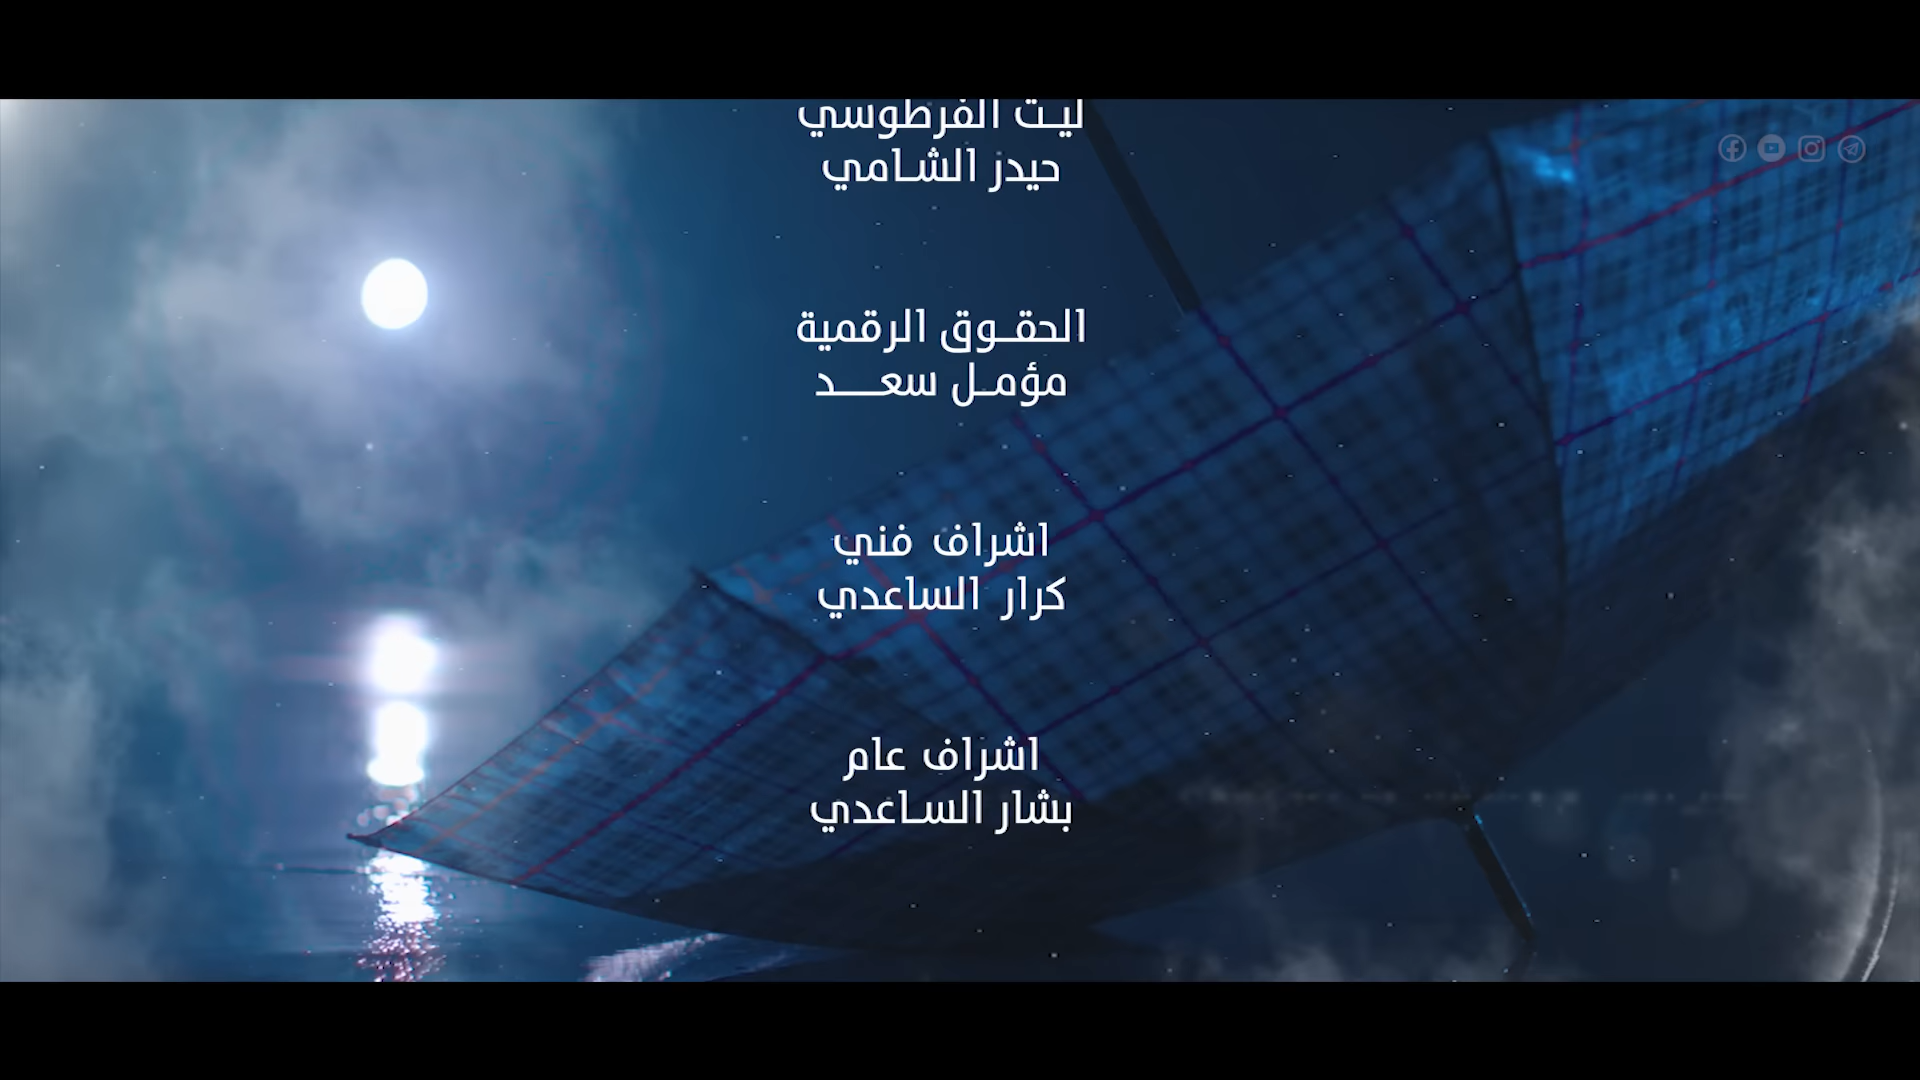 ليث الفرطوسي
حيدر الشامي
الحقوق الرقمية
مؤمل سعد
اشراف فني
كرار الساعدي
اشراف عام
بشار الساعدي